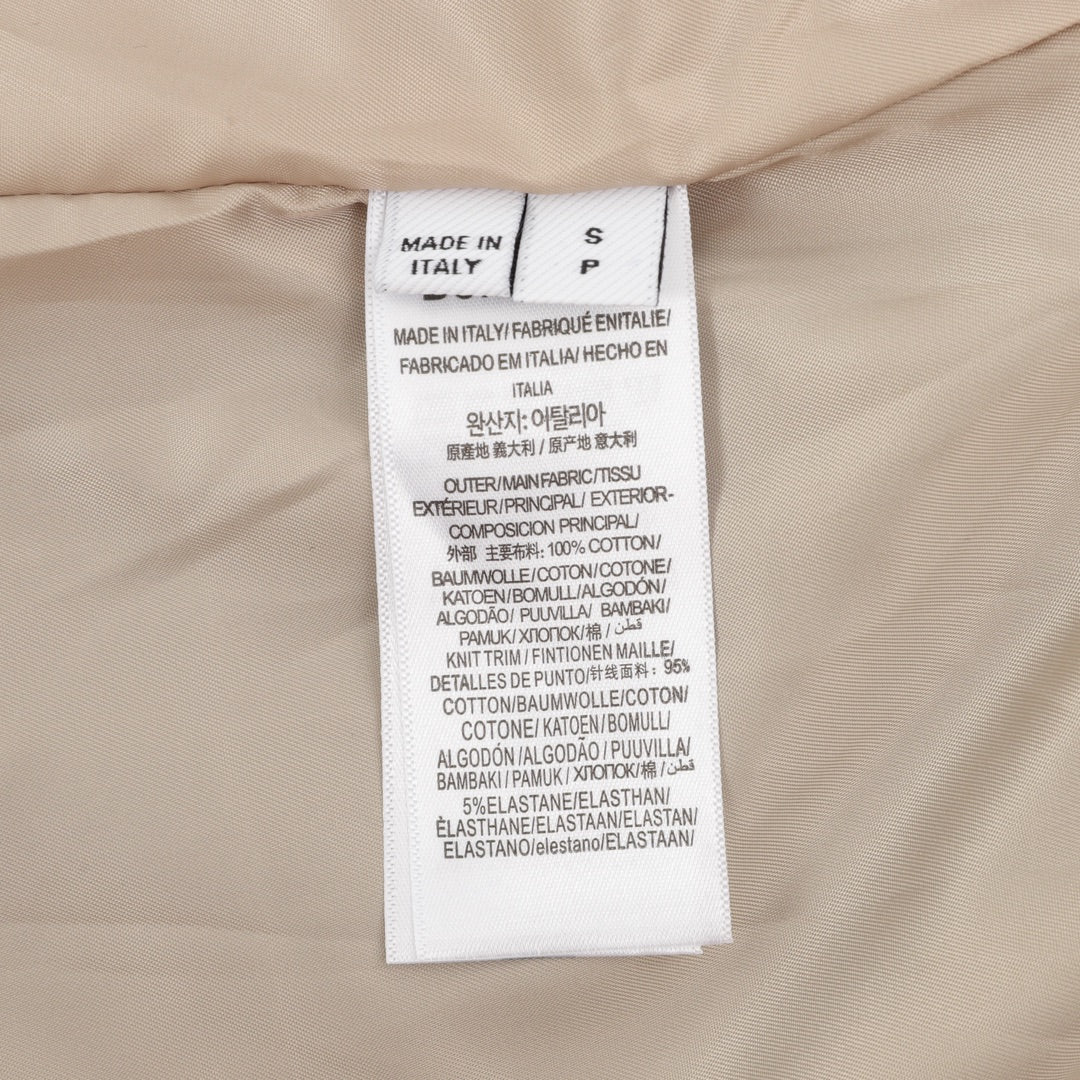 MADE IN
ITALY
S
P
MADE IN ITALY/ FABRIQUÉ ENITALIE/
FABRICADO EM ITALIA/ HECHO EN
ITALIA
완산지: 어탈리아
原產地 義大利 / 原产地 意大利
OUTER/MAIN FABRIC/TISSU
EXTÉRIEUR/PRINCIPAL/ EXTERIOR-
COMPOSICION PRINCIPAL/
外部 主要布料: 100% COTTON/
BAUMWOLLE/COTON/COTONE/
KATOEN/BOMULL/ALGODÓN/
ALGODÃO/ PUUVILLA/ BAMBAKI/
PAMUK/ХЛОПОК/棉/ قطن/
KNIT TRIM / FINTIONEN MAILLE/
DETALLES DE PUNTO/针线面料: 95%
COTTON/BAUMWOLLE/COTON/
COTONE/ KATOEN/BOMULL/
ALGODÓN/ALGODÃO / PUUVILLA/
BAMBAKI/ PAMUK / ХЛОПОК/棉/ قطن/
5%ELASTANE/ELASTHAN/
ÈLASTHANE/ELASTAAN/ELASTAN/
ELASTANO/elestano/ELASTAAN/